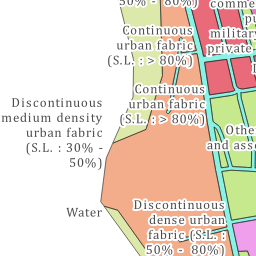 50% - 80%)
Continuous
urban fabric
(S.L. : > 80%)
comme
pu
military
private
Continuous
urban fabric
(S.L. : > 80%)
Discontinuous
medium density
urban fabric
(S.L. : 30% -
50%)
Othe
and asso
Water
Discontinuous
dense urban
fabric (S.L. :
50% - 80%)